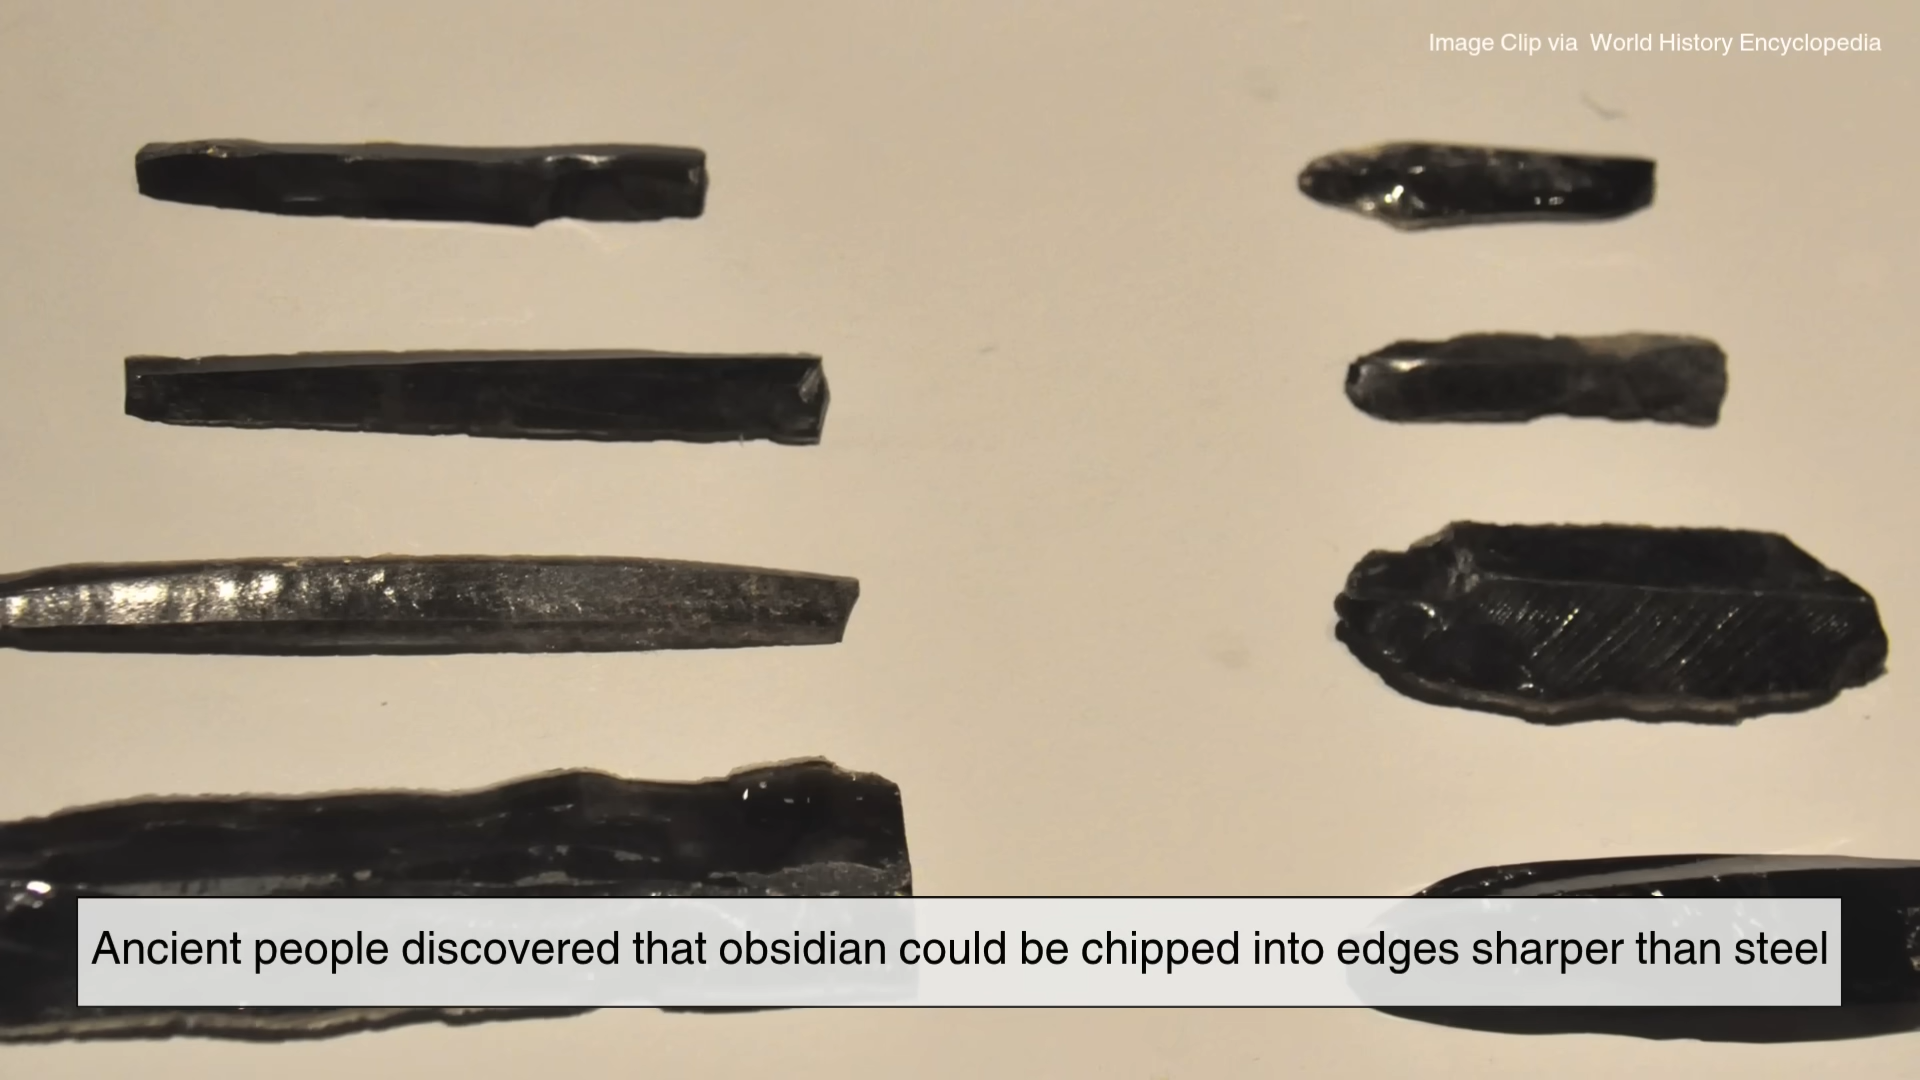 Image Clip via World History Encyclopedia
Ancient people discovered that obsidian could be chipped into edges sharper than steel